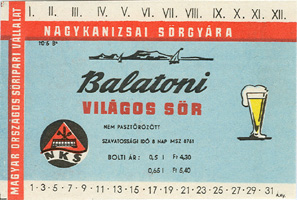 I. II. III. IV. V. VI. VII. VIII. IX. X. XI. XII.
NAGYKANIZSAI SÖRGYÁRA
MAGYAR ORSZÁGOS SÖRIPARI VÁLLALAT
10·5 B°
Balatoni
VILÁGOS SÖR
NEM PASZTŐRÖZÖTT
SZAVATOSSÁGI IDŐ 8 NAP MSZ 8761
BOLTI ÁR: 0,5 l Ft 4,30
0,65 l Ft 5,40
NKS
1·3·5·7·9·11·13·15·17·19·21·23·25·27·29·31